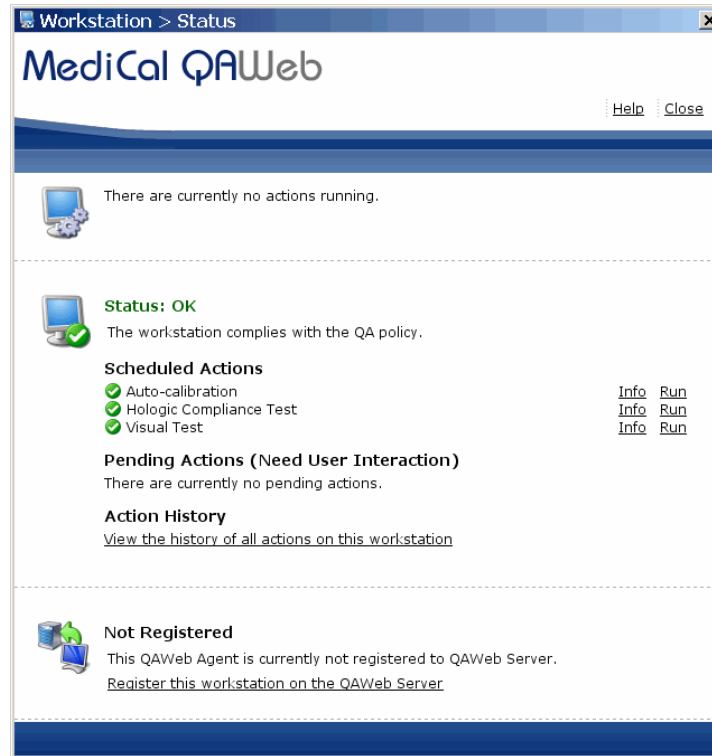 Workstation > Status
MediCal QAWeb
Help Close
There are currently no actions running.
Status: OK
The workstation complies with the QA policy.
Scheduled Actions
Auto-calibration Info Run
Hologic Compliance Test Info Run
Visual Test Info Run
Pending Actions (Need User Interaction)
There are currently no pending actions.
Action History
View the history of all actions on this workstation
Not Registered
This QAWeb Agent is currently not registered to QAWeb Server.
Register this workstation on the QAWeb Server